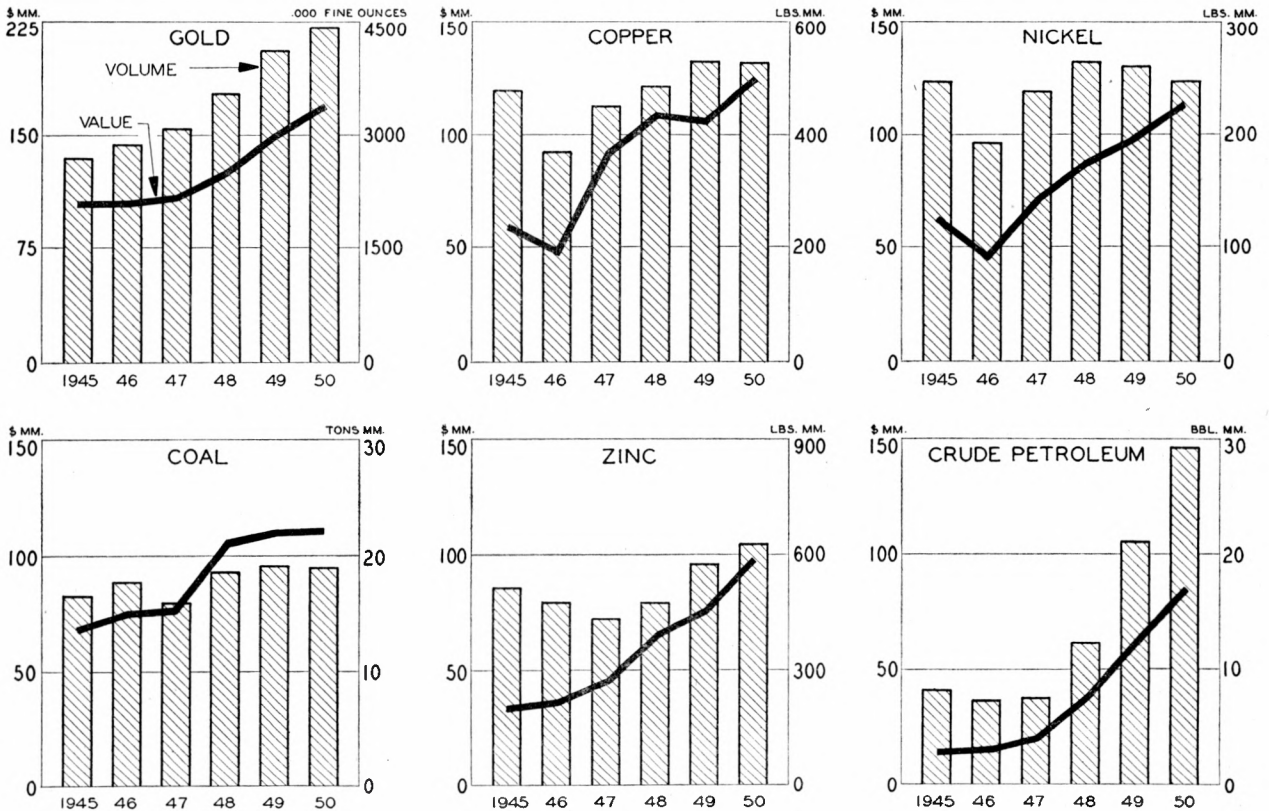 $ MM. .000 FINE OUNCES
225 GOLD 4500
VOLUME
VALUE
150 3000
75 1500
0 0
1945 46 47 48 49 50
$ MM. LBS.MM.
150 COPPER 600
100 400
50 200
0 0
1945 46 47 48 49 50
$ MM. LBS. MM.
150 NICKEL 300
100 200
50 100
0 0
1945 46 47 48 49 50
$ MM. TONS MM.
150 COAL 30
100 20
50 10
0 0
1945 46 47 48 49 50
$ MM. LBS. MM.
150 ZINC 900
100 600
50 300
0 0
1945 46 47 48 49 50
$ MM. BBL. MM.
150 CRUDE PETROLEUM 30
100 20
50 10
0 0
1945 46 47 48 49 50